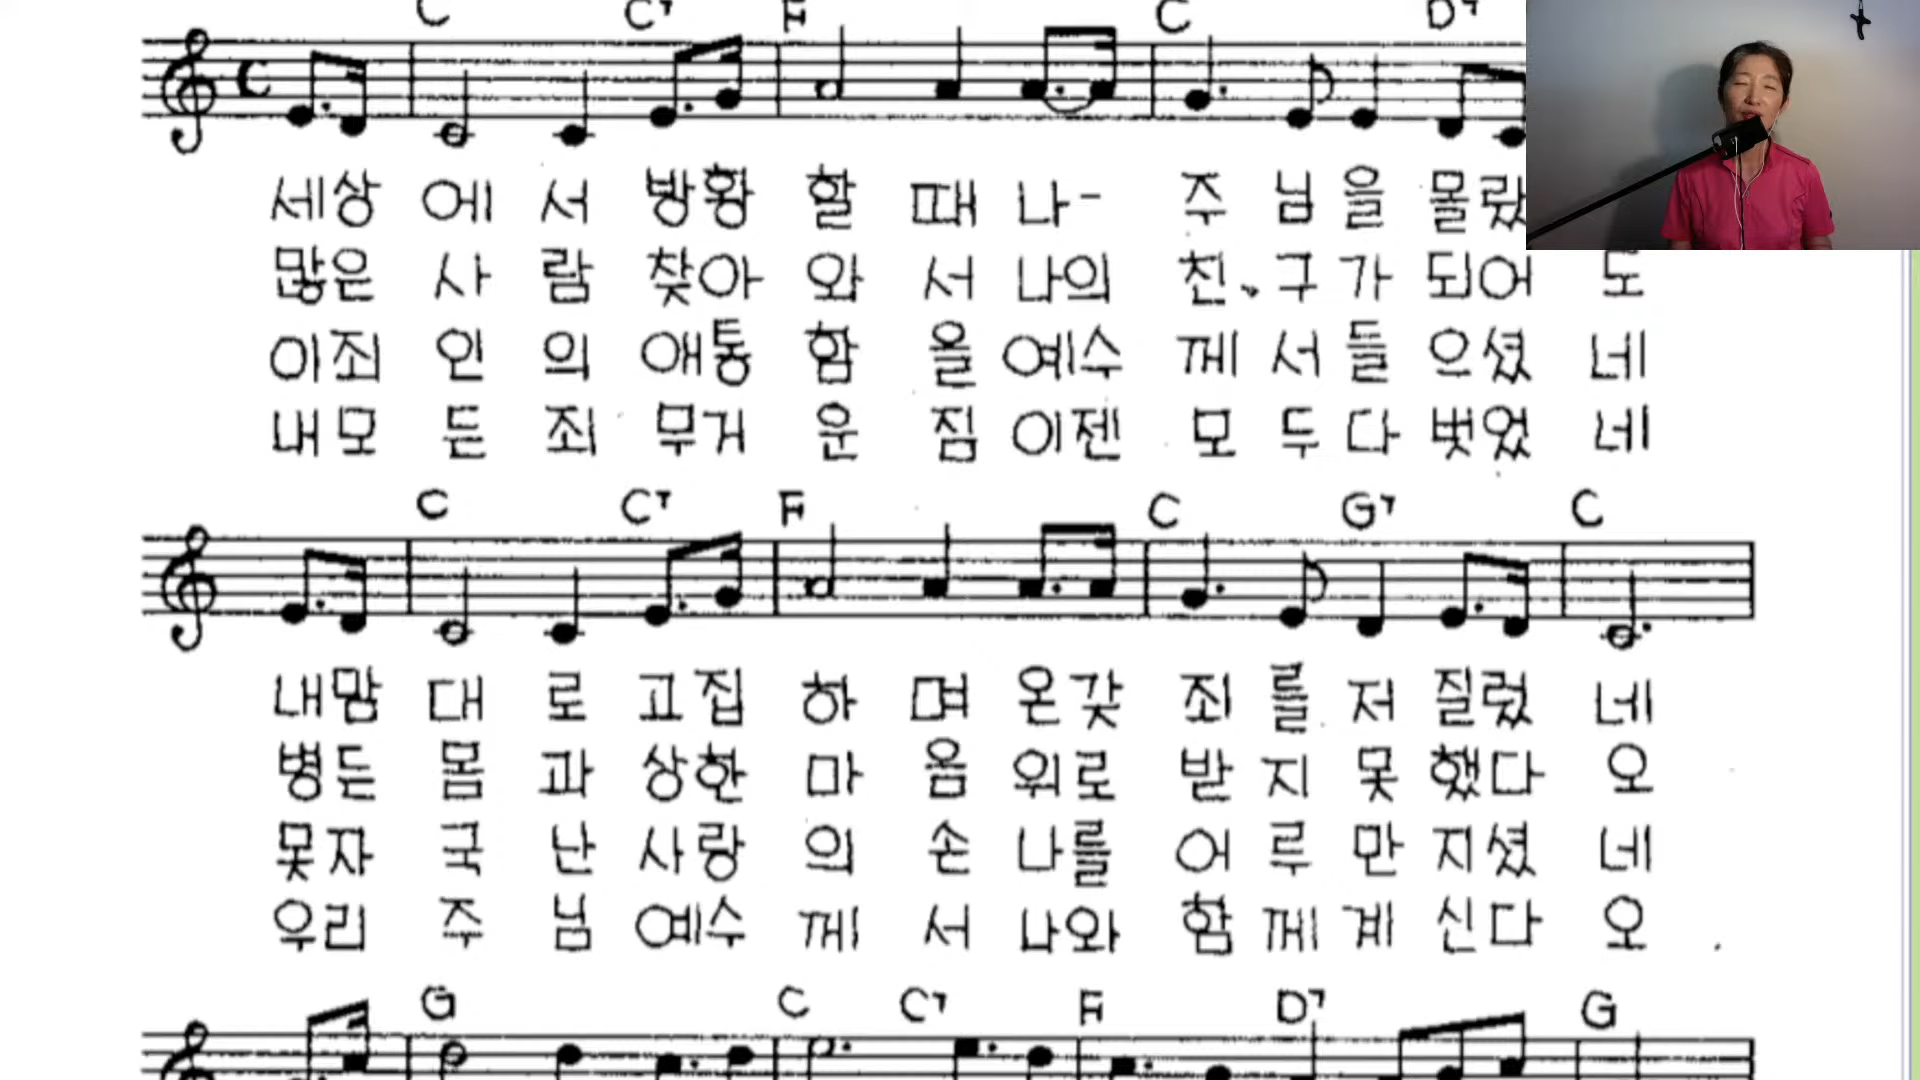 C C7 F C D7
세상 에 서 방황 할 때 나- 주 님 을 몰랐
많은 사 람 찾아 와 서 나의 친 구 가 되어 도
이죄 인 의 애통 함 을 예수 께 서 들 으셨 네
내모 든 죄 무거 운 짐 이젠 모 두 다 벗었 네
C C7 F C G7 C
내맘 대 로 고집 하 며 온갖 죄 를 저 질렀 네
병든 몸 과 상한 마 음 위로 받 지 못 했다 오
못자 국 난 사랑 의 손 나를 어 루 만 지셨 네
우리 주 님 예수 께 서 나와 함 께 계 신다 오
G C C7 F D7 G